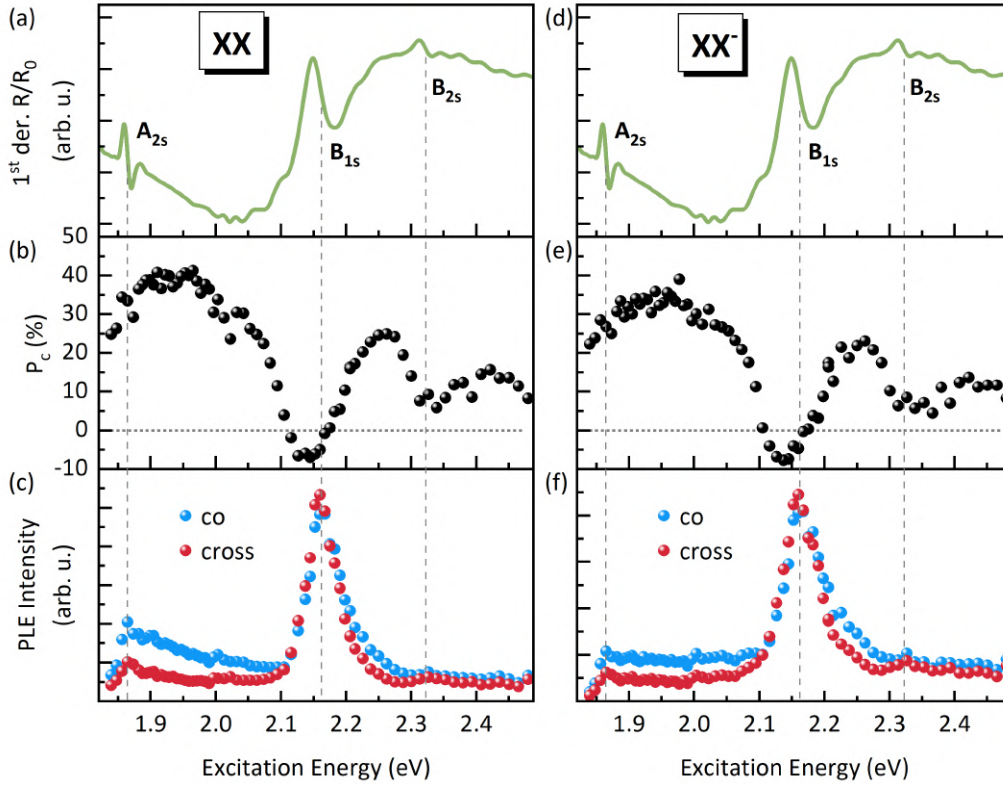 (a)
XX
1st der. R/R0
(arb. u.)
A2s
B1s
B2s
(b)
Pc (%)
50
40
30
20
10
0
-10
(c)
co
cross
PLE Intensity
(arb. u.)
1.9 2.0 2.1 2.2 2.3 2.4
Excitation Energy (eV)
(d)
XX-
A2s
B1s
B2s
(e)
(f)
co
cross
1.9 2.0 2.1 2.2 2.3 2.4
Excitation Energy (eV)